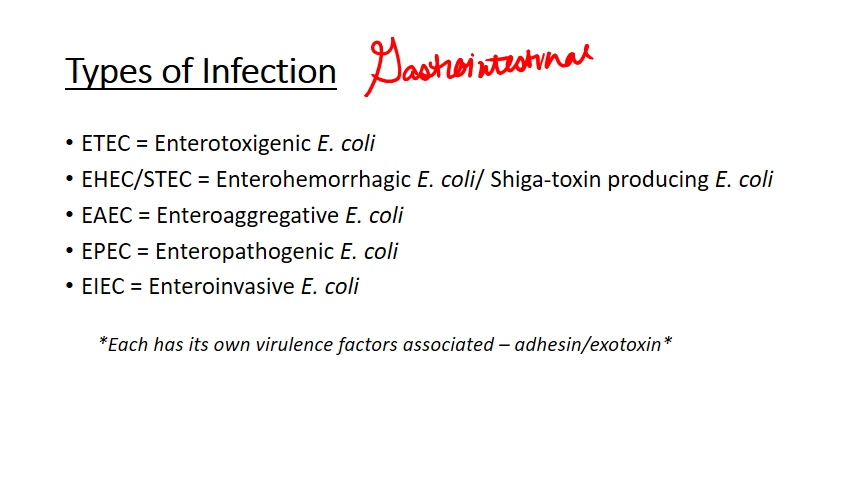 Types of Infection Gastrointestinal
• ETEC = Enterotoxigenic E. coli
• EHEC/STEC = Enterohemorrhagic E. coli/ Shiga-toxin producing E. coli
• EAEC = Enteroaggregative E. coli
• EPEC = Enteropathogenic E. coli
• EIEC = Enteroinvasive E. coli
*Each has its own virulence factors associated – adhesin/exotoxin*